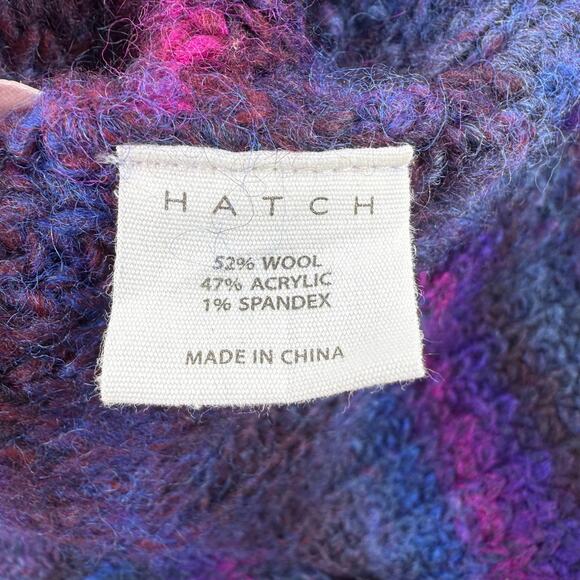 HATCH
52% WOOL
47% ACRYLIC
1% SPANDEX
MADE IN CHINA